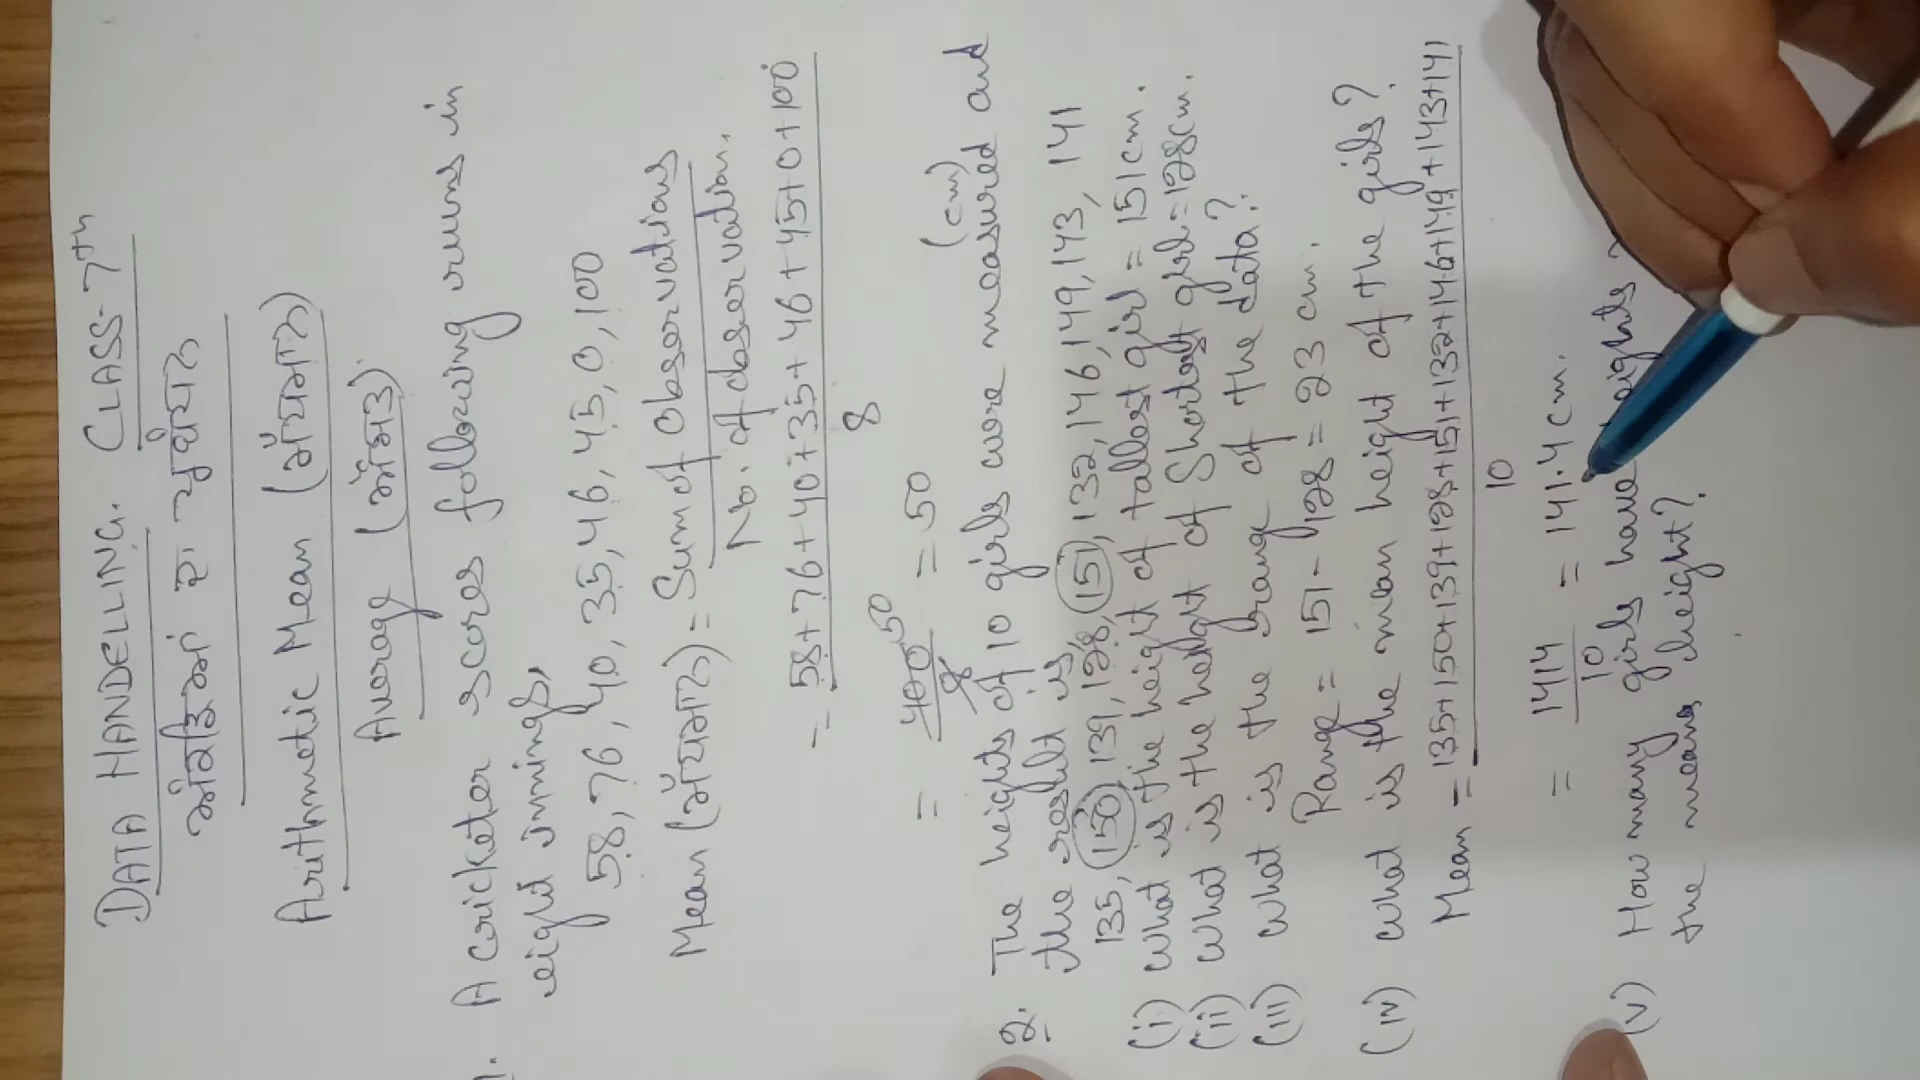 DATA HANDELLING. CLASS-7th
ਅੰਕੜਿਆਂ ਦਾ ਪ੍ਰਬੰਧਨ
Arithmetic Mean (ਅੰਕਗਣਿਤ)
Average (ਔਸਤ)
1. A cricketer scores following runs in
eight innings,
58, 76, 40, 35, 46, 45, 0, 100
Mean = Sum of observations
No. of observation.
= 58+76+40+35+46+45+0+100
8
= 400 50 = 50
8
(cm)
2. The heights of 10 girls were measured and
the result is,
135, 150, 139, 128, 151, 132, 146, 149, 143, 141
(i) What is the height of tallest girl = 151 cm.
(ii) What is the height of Shortest girl = 128cm.
(iii) What is the range of the data?
Range = 151 - 128 = 23 cm.
(iv) What is the mean height of the girls?
Mean = 135+150+139+128+151+132+146+149+143+141
10
= 1414 = 141.4 cm.
10
(v) How many girls have
the mean height?